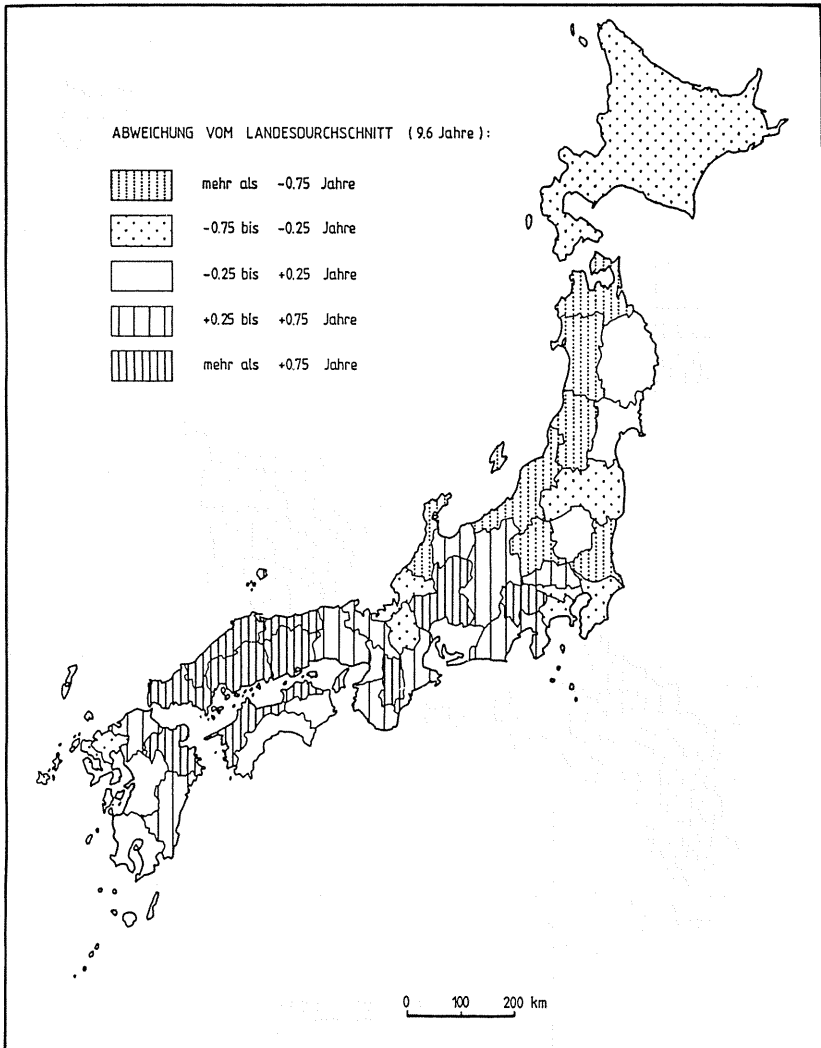 ABWEICHUNG VOM LANDESDURCHSCHNITT ( 9.6 Jahre ) :
mehr als -0.75 Jahre
-0.75 bis -0.25 Jahre
-0.25 bis +0.25 Jahre
+0.25 bis +0.75 Jahre
mehr als +0.75 Jahre
0 100 200 km